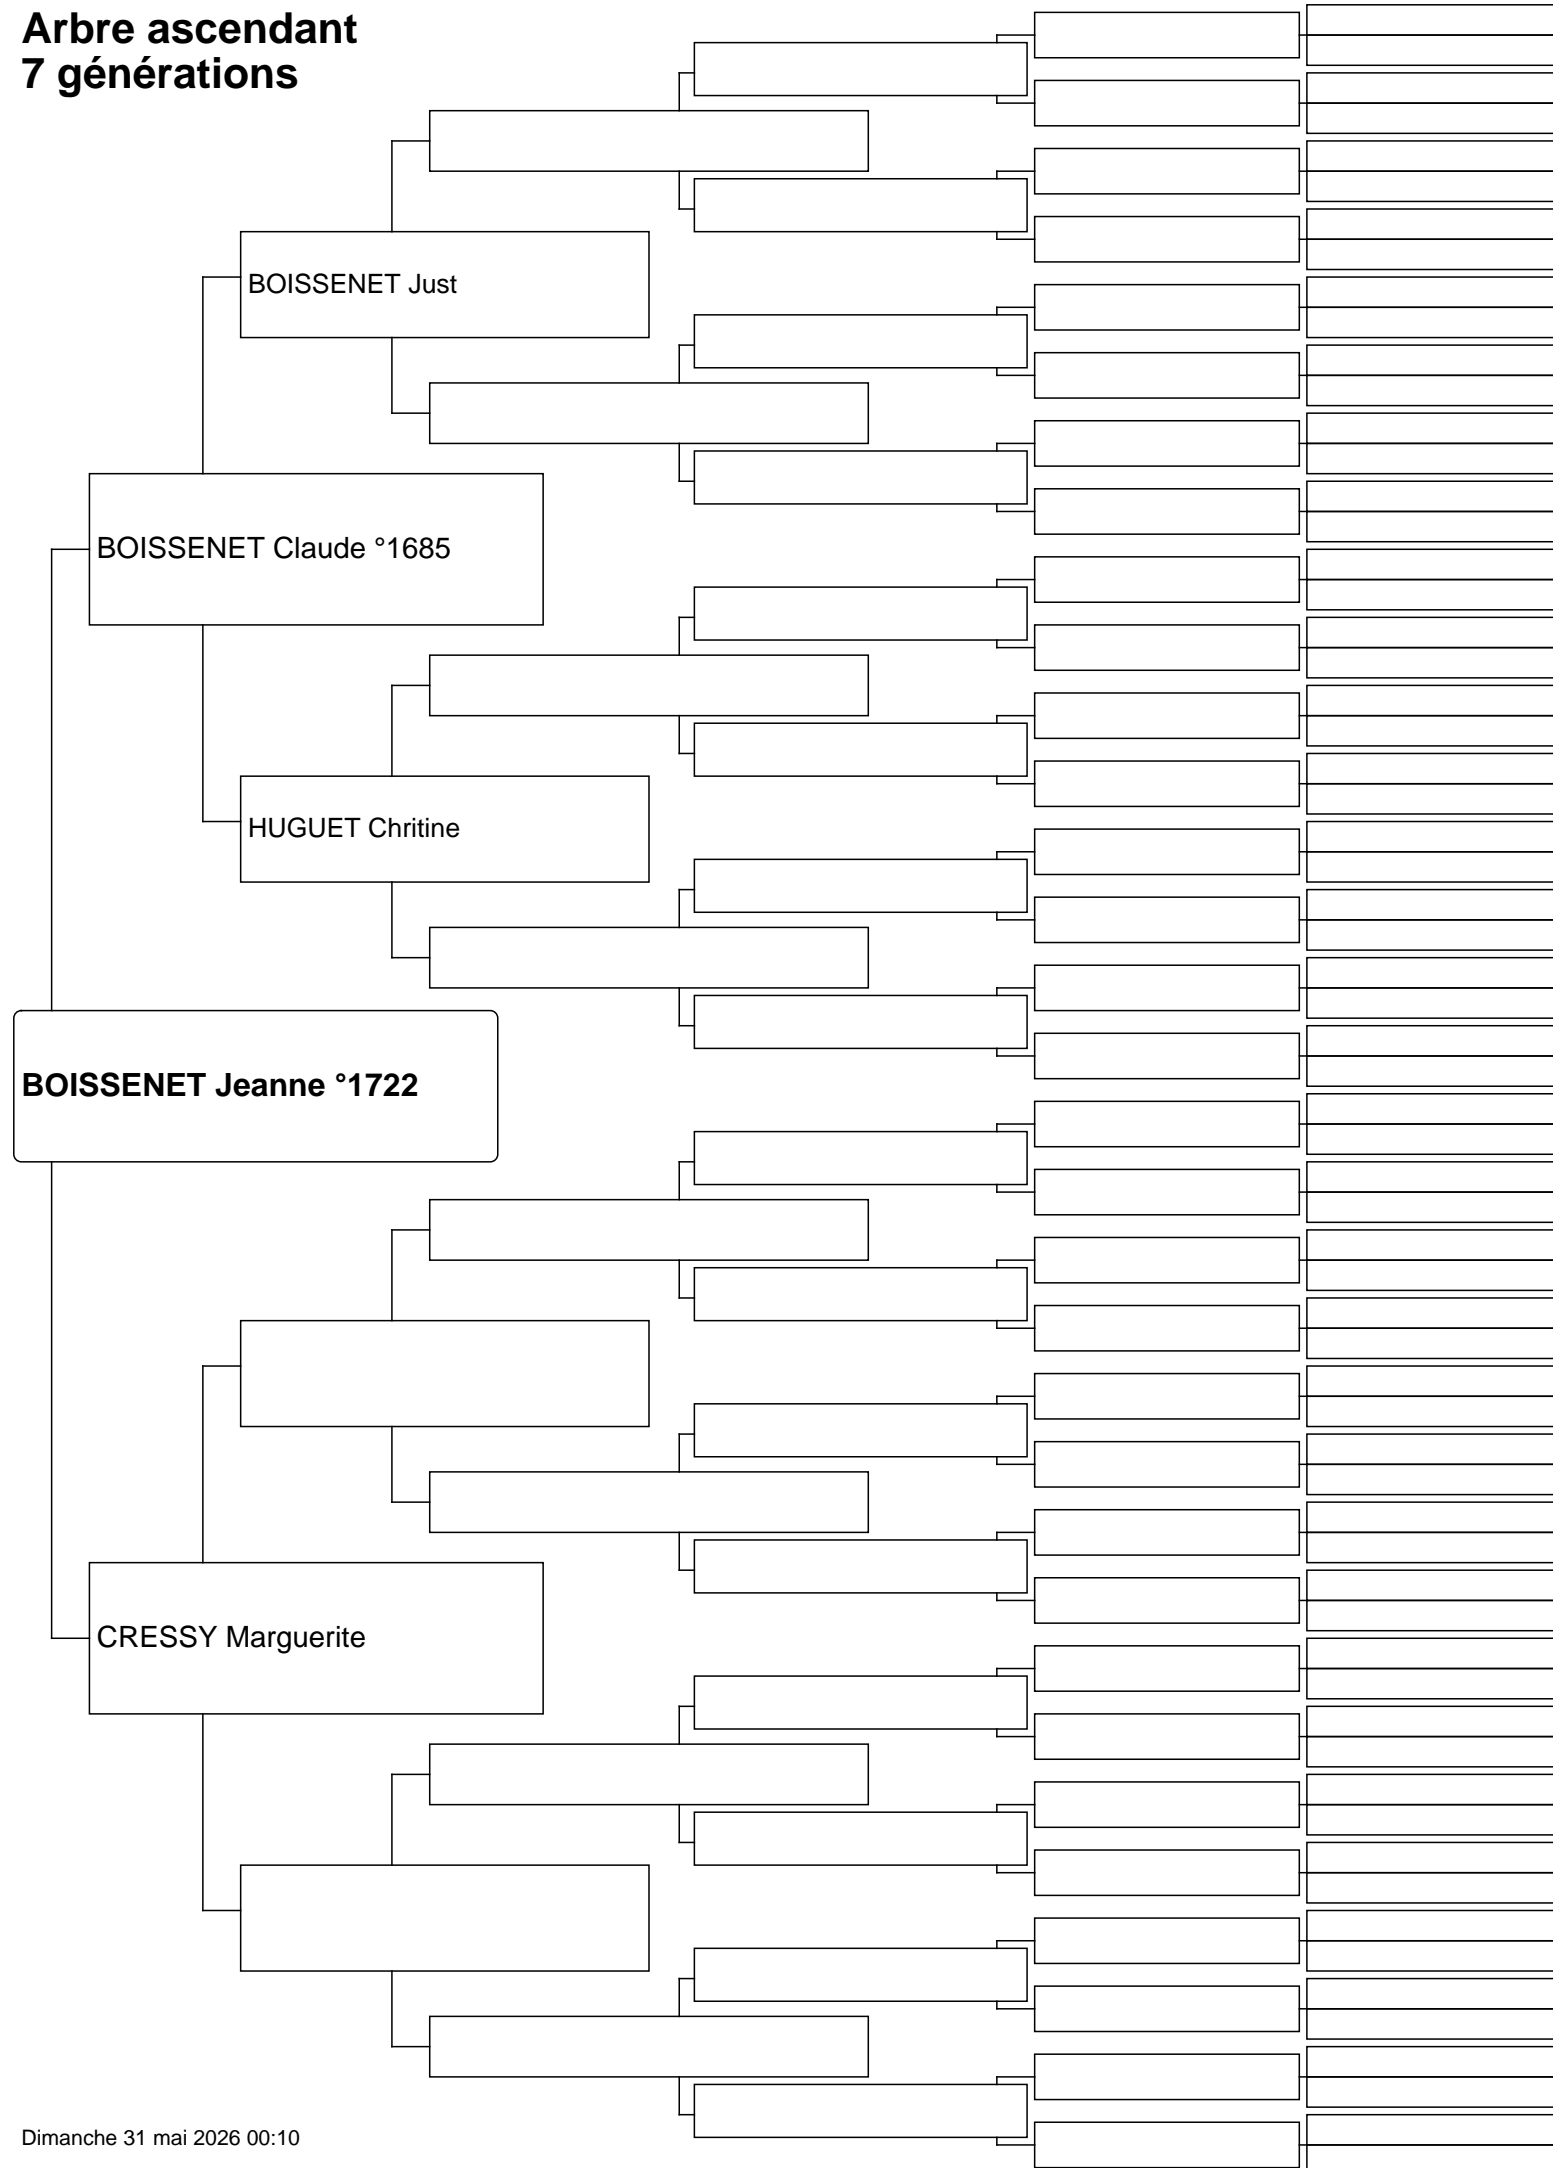 Arbre ascendant
7 générations
BOISSENET Just
BOISSENET Claude °1685
HUGUET Chritine
BOISSENET Jeanne °1722
CRESSY Marguerite
Dimanche 31 mai 2026 00:10